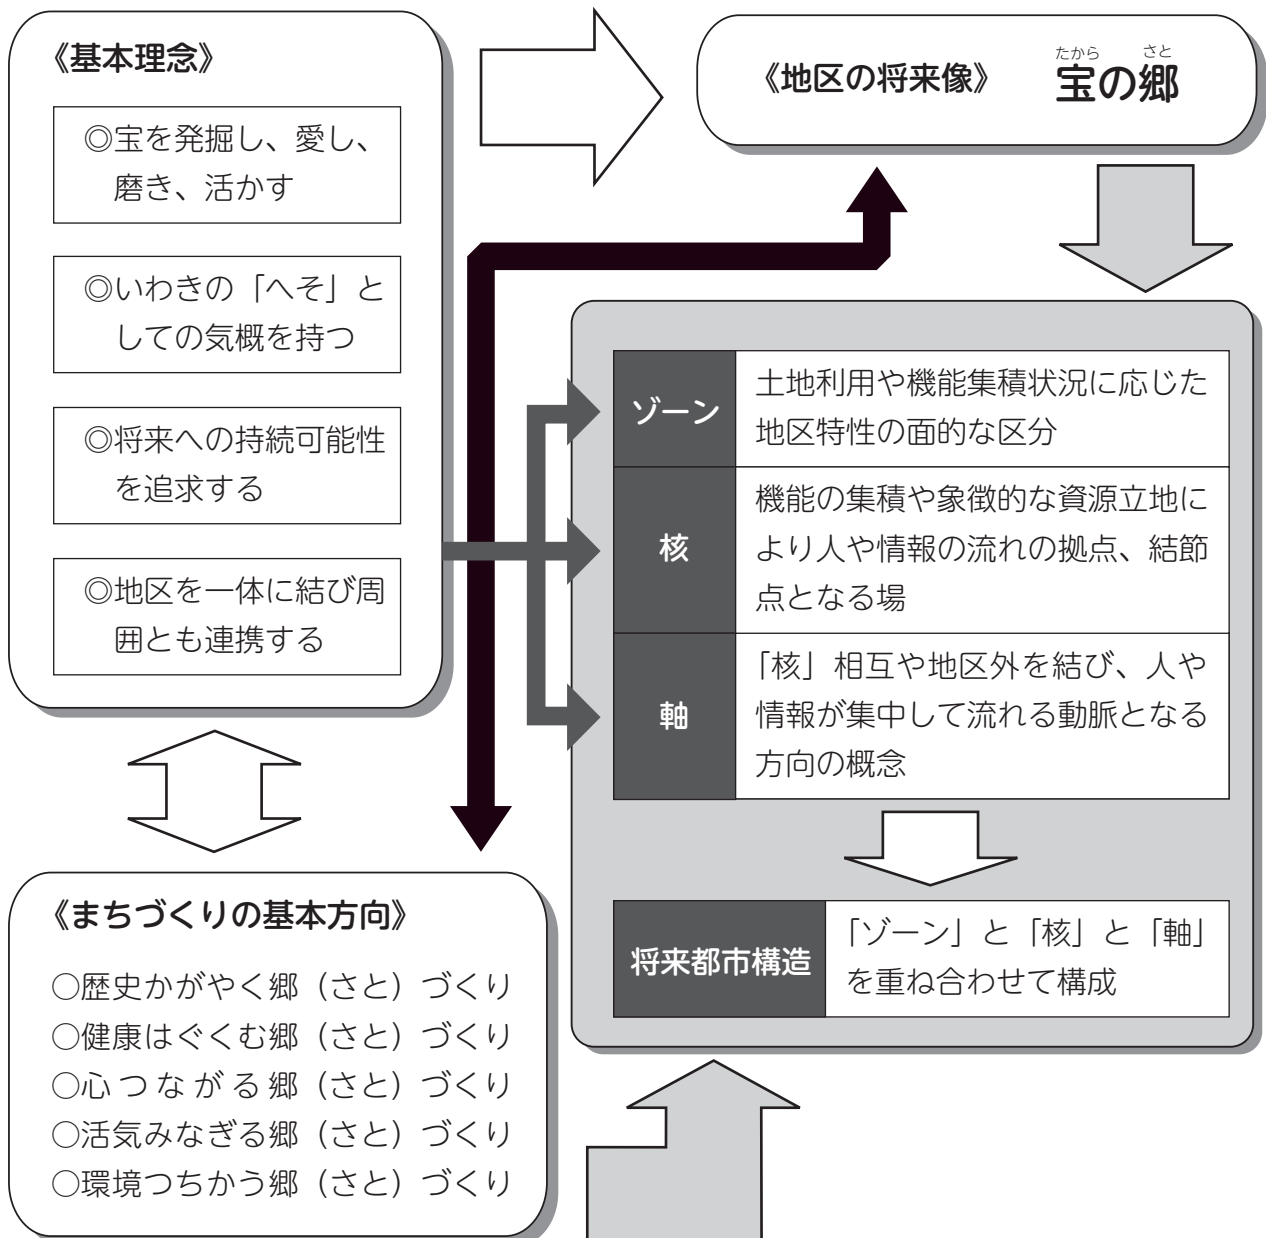 《基本理念》
◎宝を発掘し、愛し、
磨き、活かす
◎いわきの「へそ」と
しての気概を持つ
◎将来への持続可能性
を追求する
◎地区を一体に結び周
囲とも連携する
《地区の将来像》
たから さと
宝の郷
ゾーン
土地利用や機能集積状況に応じた
地区特性の面的な区分
核
機能の集積や象徴的な資源立地に
より人や情報の流れの拠点、結節
点となる場
軸
「核」相互や地区外を結び、人や
情報が集中して流れる動脈となる
方向の概念
将来都市構造
「ゾーン」と「核」と「軸」
を重ね合わせて構成
《まちづくりの基本方向》
○歴史かがやく郷（さと）づくり
○健康はぐくむ郷（さと）づくり
○心つながる郷（さと）づくり
○活気みなぎる郷（さと）づくり
○環境つちかう郷（さと）づくり